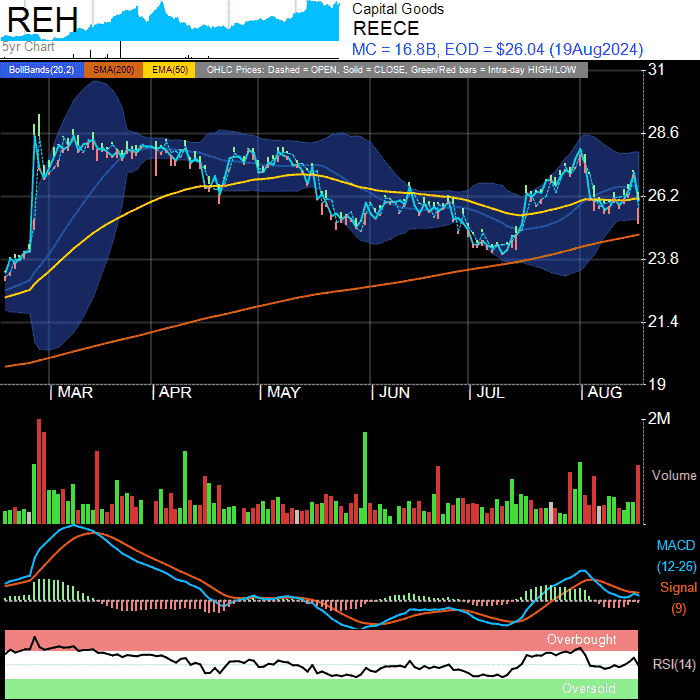 REH
Capital Goods
REECE
5yr Chart
MC = 16.8B, EOD = $26.04 (19Aug2024)
BollBands(20,2) SMA(200) EMA(50) OHLC Prices: Dashed = OPEN, Solid = CLOSE, Green/Red bars = Intra-day HIGH/LOW
31
28.6
26.2
23.8
21.4
19
MAR APR MAY JUN JUL AUG
2M
Volume
MACD
(12-26)
Signal
(9)
Overbought
RSI(14)
Oversold